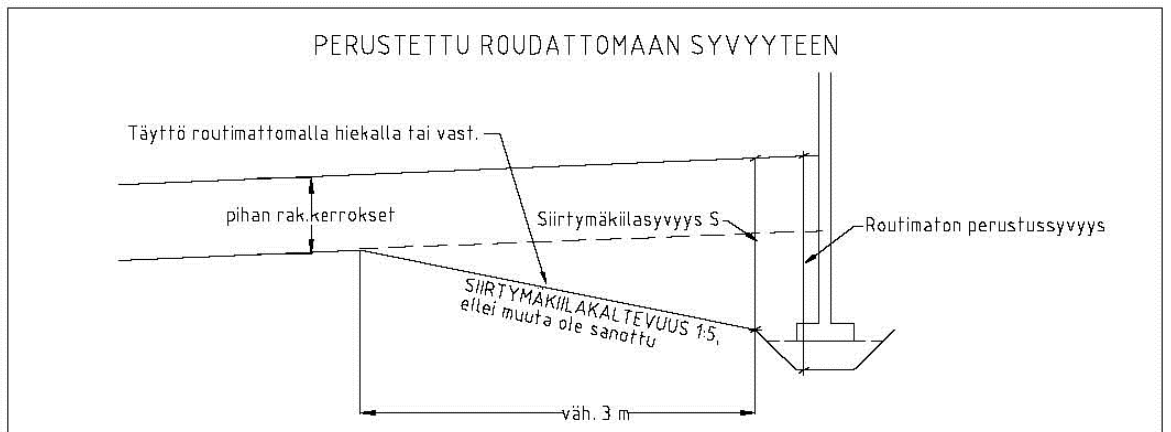 PERUSTETTU ROUDATTOMAAN SYVYYTEEN
Täyttö routimattomalla hiekalla tai vast.
pihan rak.kerrokset
Siirtymäkiilasyvyys S
Routimaton perustussyvyys
SIIRTYMÄKIILAKALTEVUUS 1:5,
ellei muuta ole sanottu
väh. 3 m